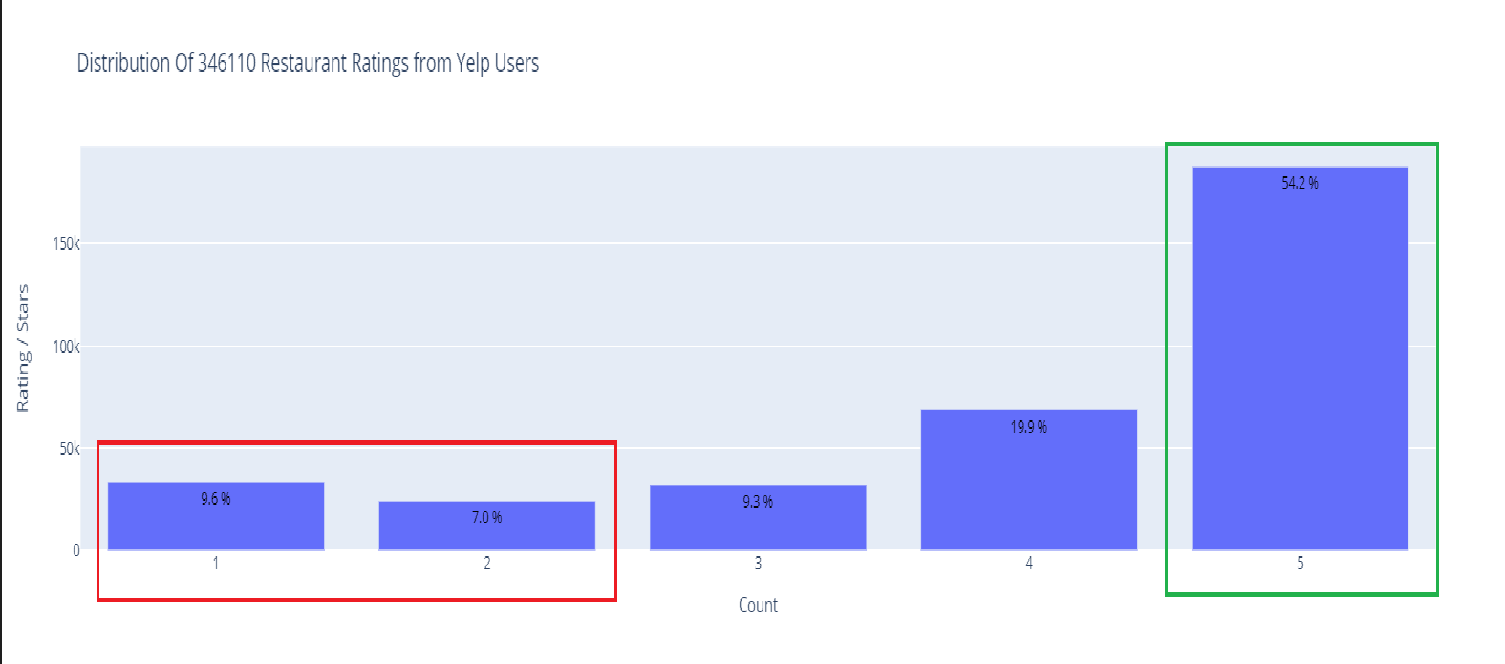 Distribution Of 346110 Restaurant Ratings from Yelp Users
54.2 %
150k
Rating / Stars
100k
50k
19.9 %
9.6 %
7.0 %
9.3 %
0
1
2
3
4
5
Count